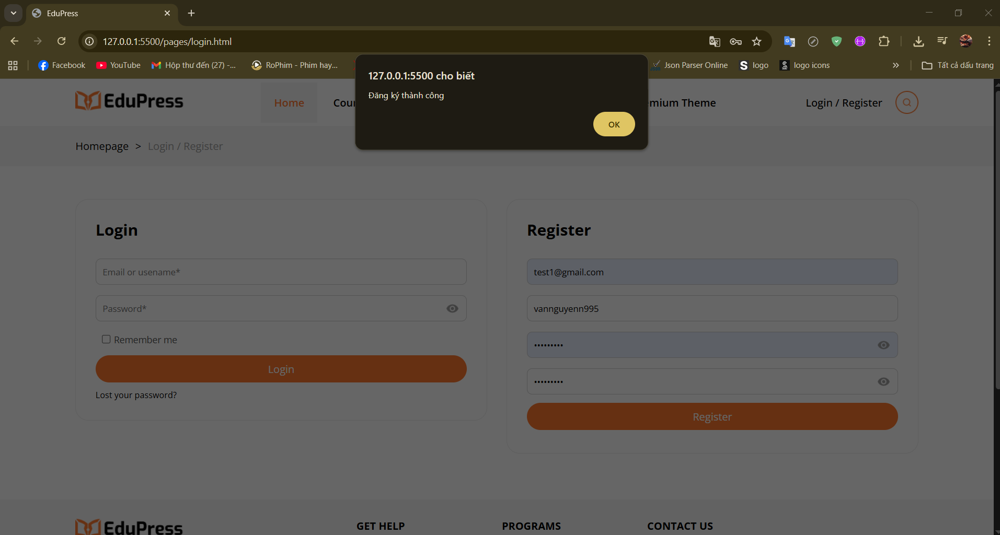 EduPress
127.0.0.1:5500/pages/login.html
Facebook
YouTube
Hộp thư đến (27) -...
RoPhim - Phim hay...
Json Parser Online
logo
logo icons
Tất cả dấu trang
127.0.0.1:5500 cho biết
Đăng ký thành công
OK
EduPress
Home
Cou
mium Theme
Login / Register
Homepage > Login / Register
Login
Email or usename*
Password*
Remember me
Login
Lost your password?
Register
test1@gmail.com
vannguyenn995
•••••••••
•••••••••
Register
EduPress
GET HELP
PROGRAMS
CONTACT US